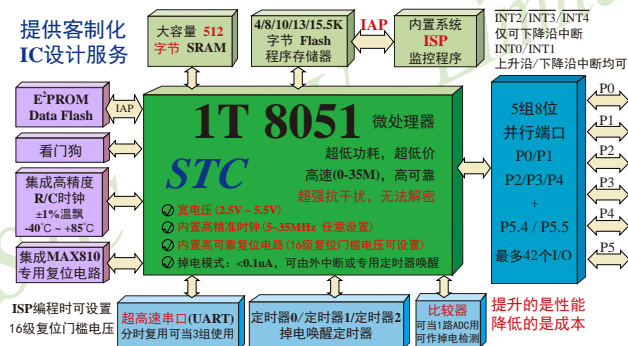 提供客制化
IC设计服务
大容量 512
字节 SRAM
4/8/10/13/15.5K
字节 Flash
程序存储器
IAP
内置系统
ISP
监控程序
INT2/INT3/INT4
仅可下降沿中断
INT0/INT1
上升沿/下降沿中断均可
E²PROM
Data Flash
IAP
看门狗
集成高精度
R/C时钟
±1%温飘
-40℃ ~ +85℃
集成MAX810
专用复位电路
1T 8051 微处理器
STC
超低功耗，超低价
高速(0-35M)，高可靠
超强抗干扰，无法解密
宽电压(2.5V ~ 5.5V)
内置高精准时钟(5~35MHz 任意设置)
内置高可靠复位电路(16级复位门槛电压可设置)
掉电模式：<0.1uA，可由外中断或专用定时器唤醒
5组8位
并行端口
P0/P1
P2/P3/P4
+
P5.4 / P5.5
最多42个I/O
P0
P1
P2
P3
P4
P5
ISP编程时可设置
16级复位门槛电压
超高速串口(UART)
分时复用可当3组使用
定时器0/定时器1/定时器2
掉电唤醒定时器
比较器
可当1路ADC用
可作掉电检测
提升的是性能
降低的是成本